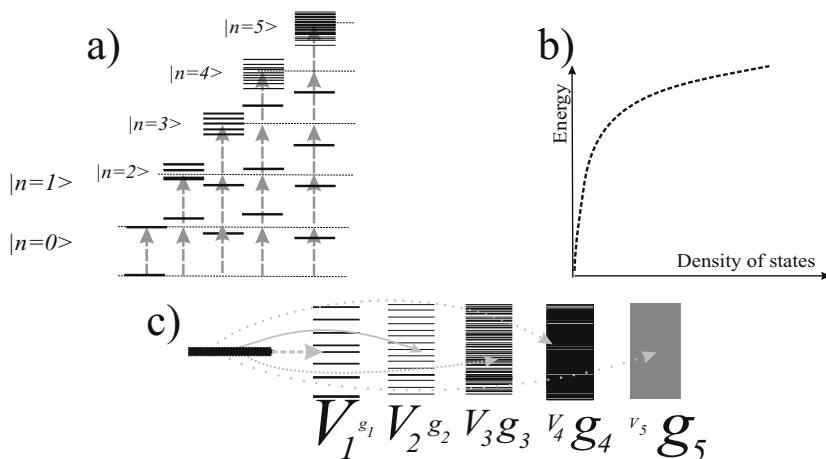 a)
|n=5>
|n=4>
|n=3>
|n=2>
|n=1>
|n=0>
b)
Energy
Density of states
c)
V1 g1 V2 g2 V3 g3 V4 g4 V5 g5